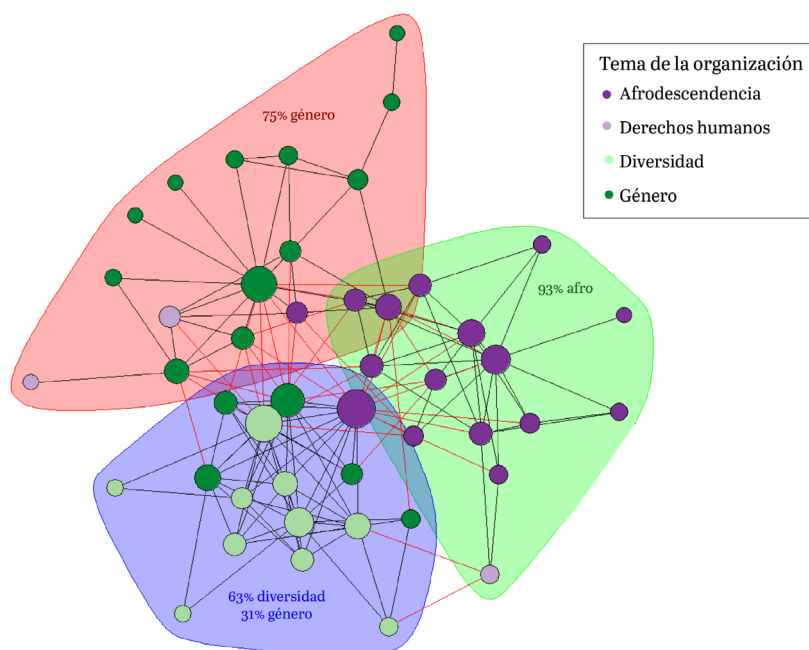 Tema de la organización
Afrodescendencia
Derechos humanos
Diversidad
Género
75% género
93% afro
63% diversidad
31% género